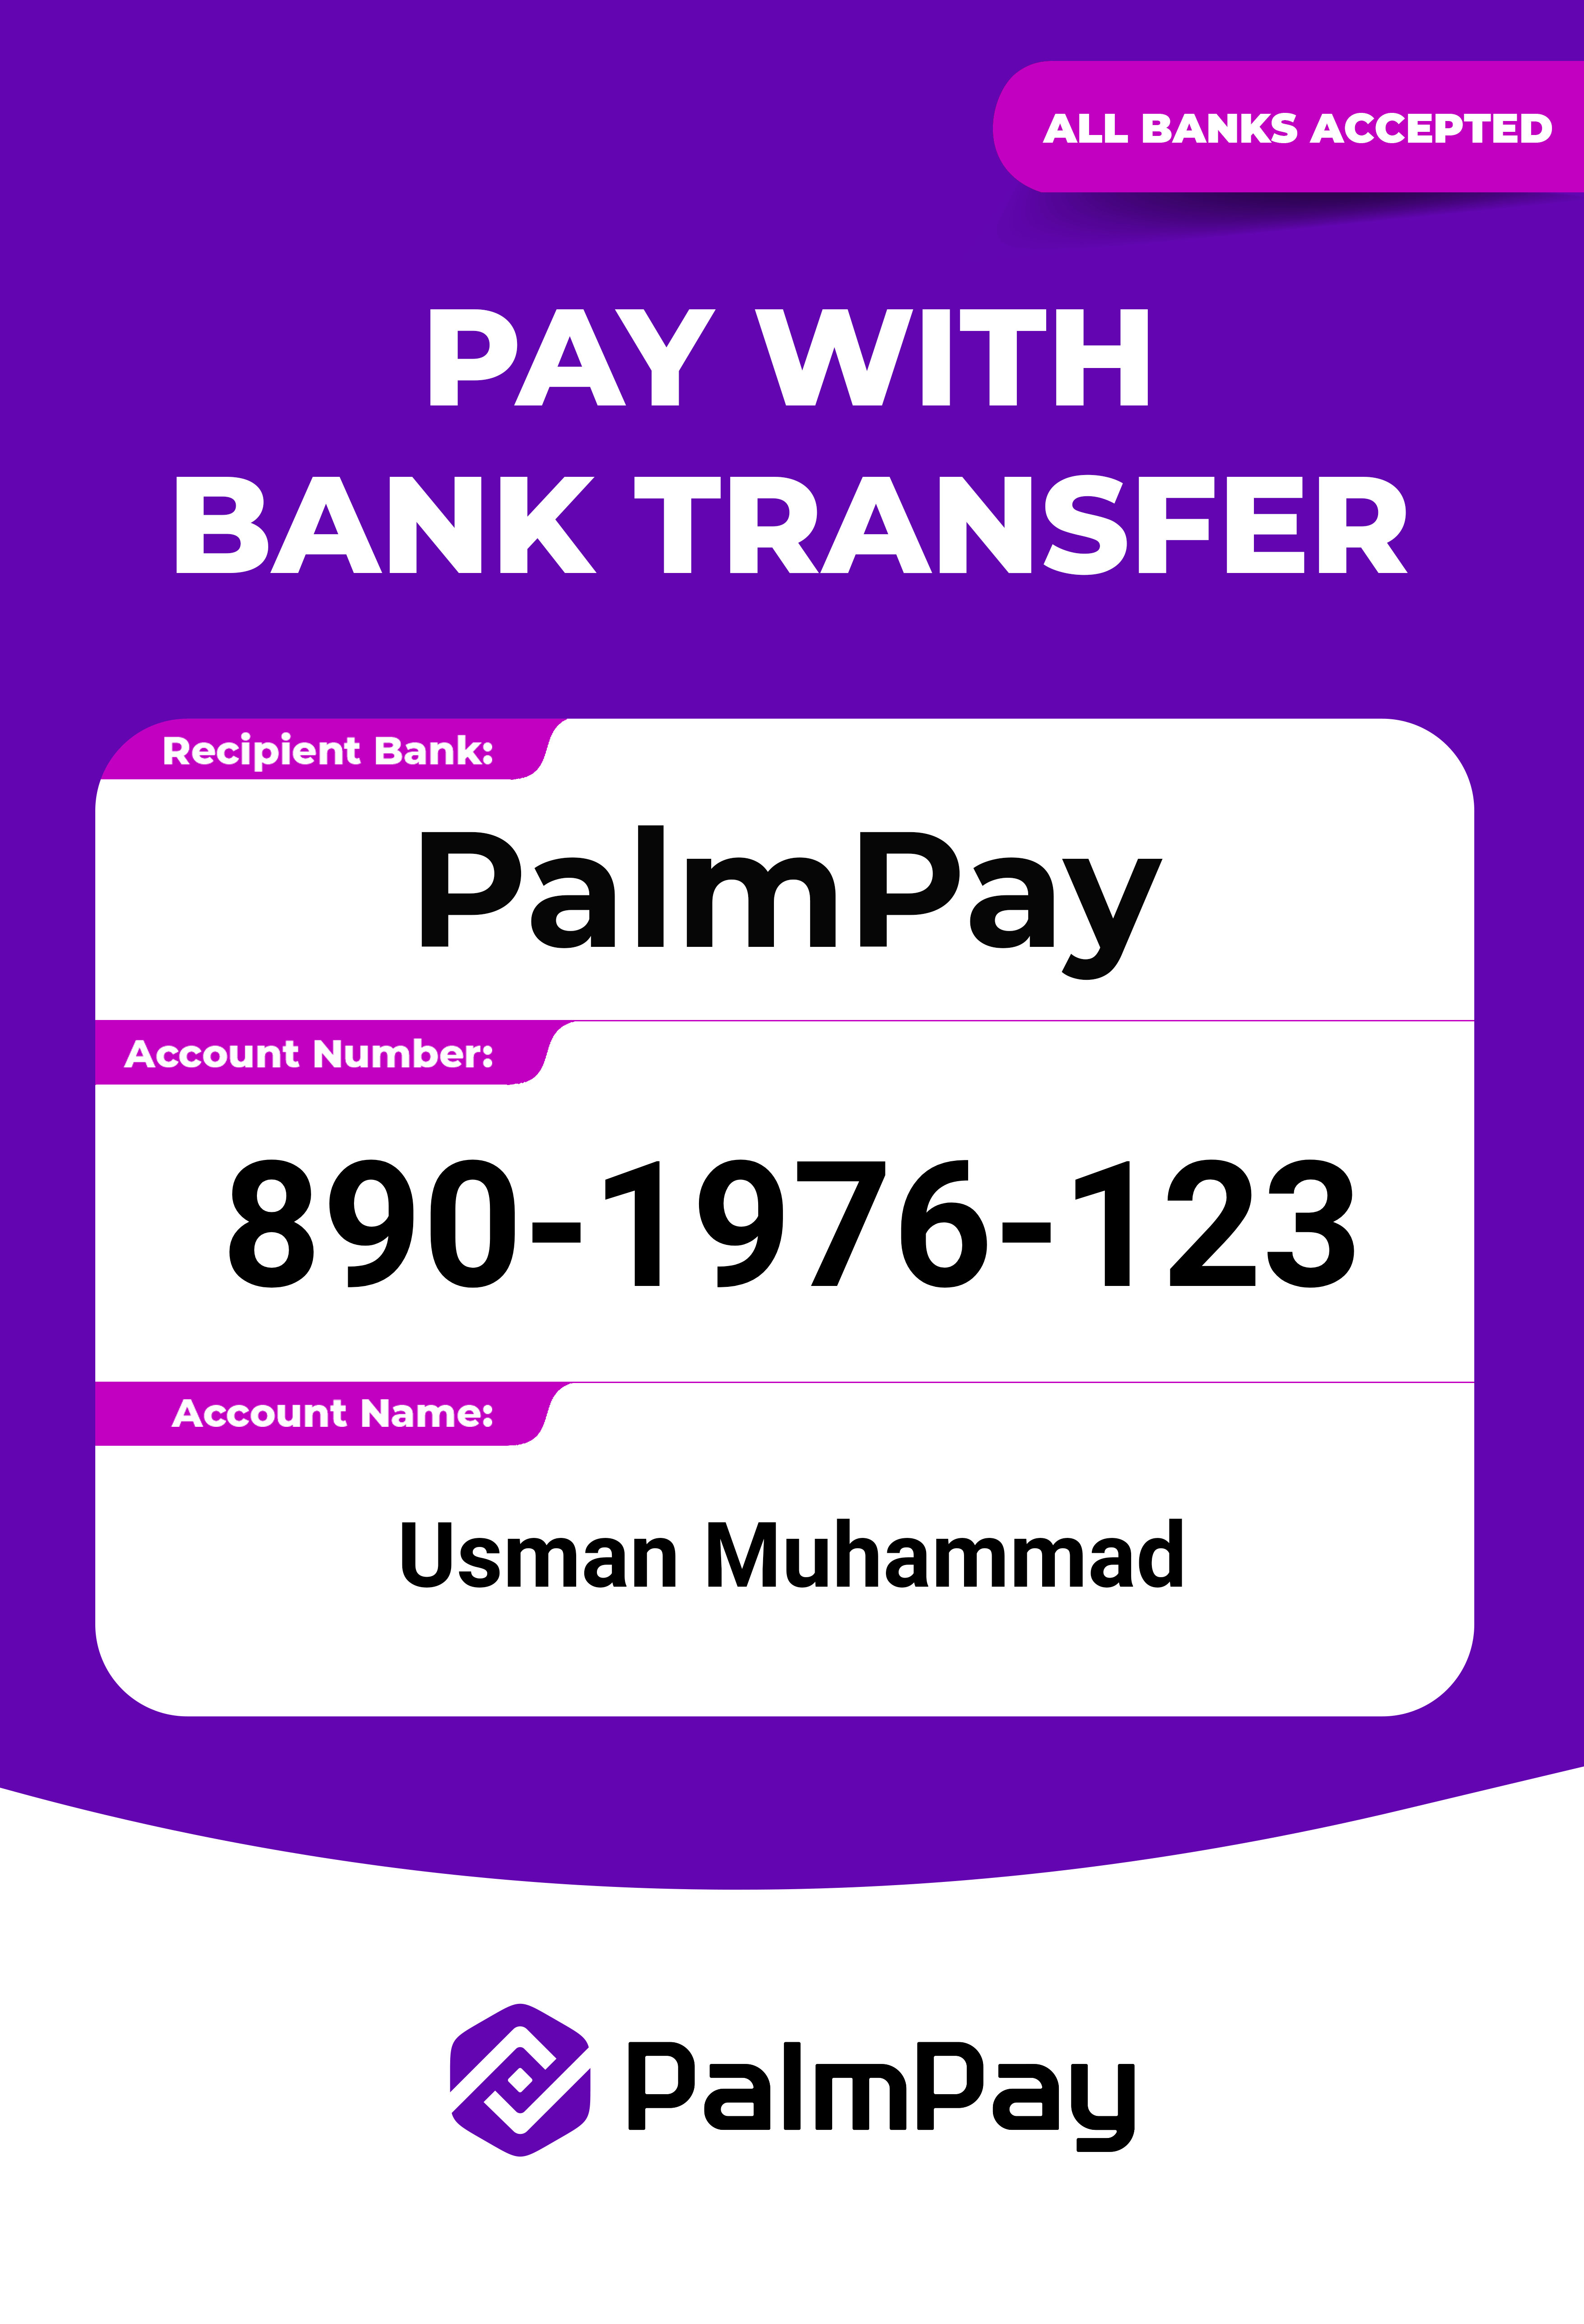 ALL BANKS ACCEPTED
PAY WITH
BANK TRANSFER
Recipient Bank:
PalmPay
Account Number:
890-1976-123
Account Name:
Usman Muhammad
PalmPay